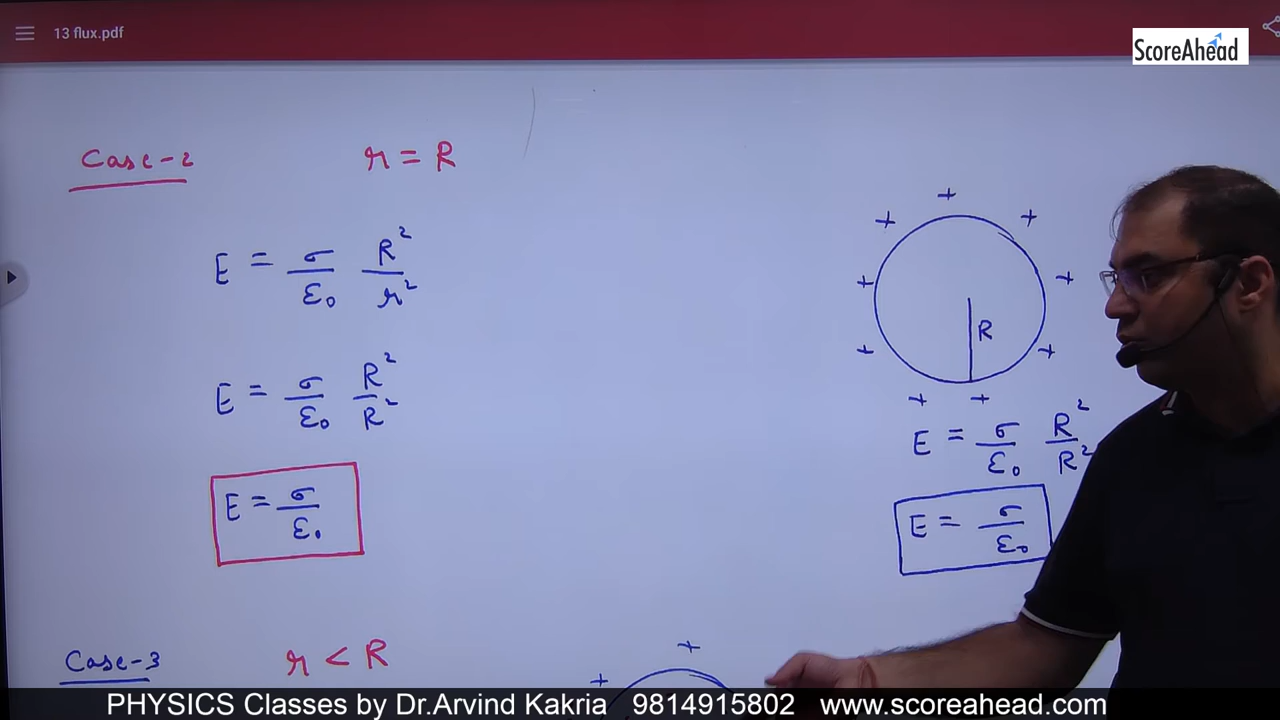 13 flux.pdf
ScoreAhead
Case-2 r = R
E = σ/ε₀ R²/r²
E = σ/ε₀ R²/R²
E = σ/ε₀
+ + + + + + + + +
R
E = σ/ε₀ R²/R²
E = σ/ε₀
Case-3 r < R
+ +
PHYSICS Classes by Dr.Arvind Kakria 9814915802 www.scoreahead.com